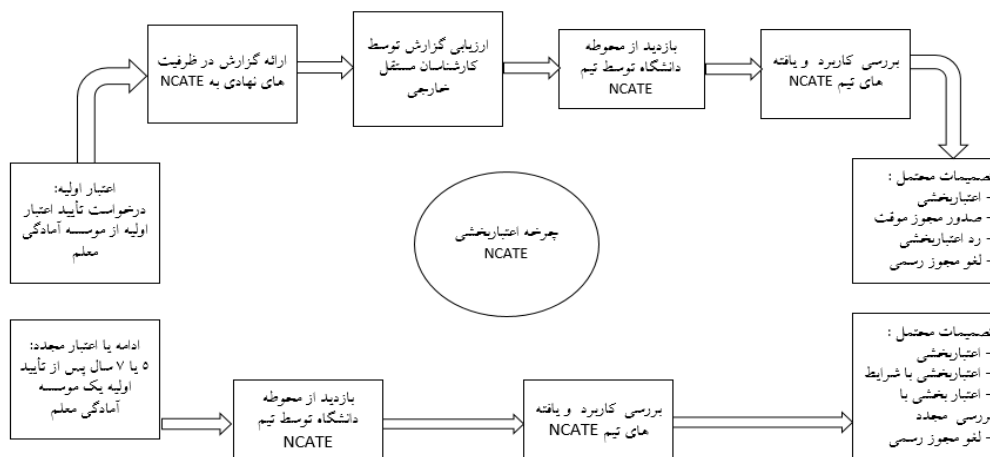 ارائه گزارش در ظرفیت
های نهادی به NCATE
ارزیابی گزارش توسط
کارشناسان مستقل
خارجی
بازدید از محوطه
دانشگاه توسط تیم
NCATE
بررسی کاربرد و یافته
های تیم NCATE
اعتبار اولیه:
درخواست تأیید اعتبار
اولیه از موسسه آمادگی
معلم
چرخه اعتباربخشی
NCATE
تصمیمات محتمل :
- اعتباربخشی
- صدور مجوز موقت
- رد اعتباربخشی
- لغو مجوز رسمی
ادامه یا اعتبار مجدد:
۵ یا ۷ سال پس از تأیید
اولیه یک موسسه
آمادگی معلم
بازدید از محوطه
دانشگاه توسط تیم
NCATE
بررسی کاربرد و یافته
های تیم NCATE
تصمیمات محتمل :
- اعتباربخشی
- اعتباربخشی با شرایط
- اعتبار بخشی با
بررسی مجدد
- لغو مجوز رسمی